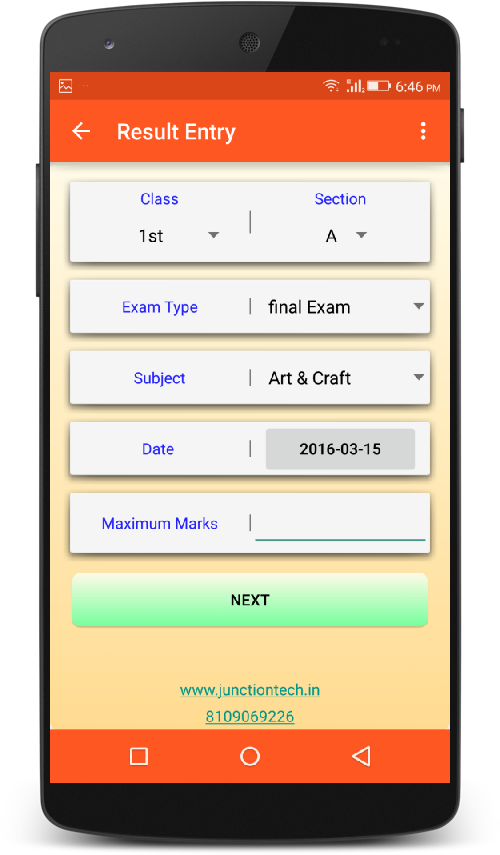 6:46 PM
Result Entry
Class | Section
1st A
Exam Type | final Exam
Subject | Art & Craft
Date | 2016-03-15
Maximum Marks |
NEXT
www.junctiontech.in
8109069226